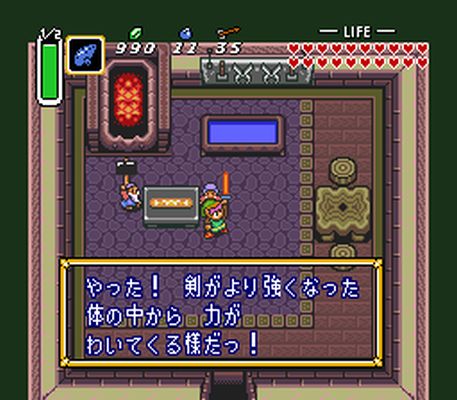 1/2
990 11 35
— LIFE —
やった！ 剣がより強くなった
体の中から 力が
わいてくる様だっ！